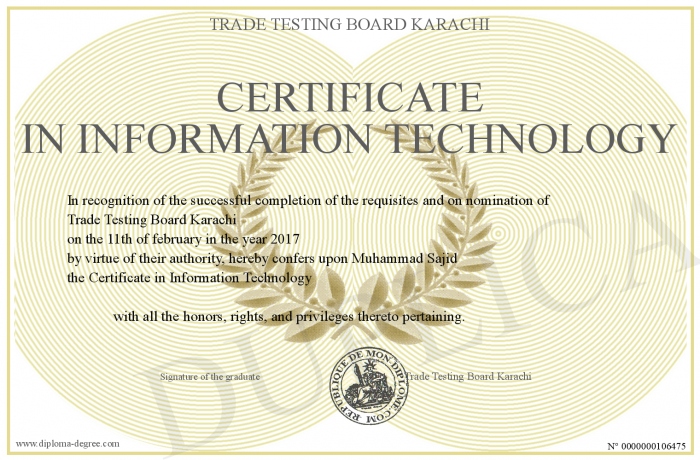 TRADE TESTING BOARD KARACHI
CERTIFICATE
IN INFORMATION TECHNOLOGY
In recognition of the successful completion of the requisites and on nomination of
Trade Testing Board Karachi
on the 11th of february in the year 2017
by virtue of their authority, hereby confers upon Muhammad Sajid
the Certificate in Information Technology
with all the honors, rights, and privileges thereto pertaining.
Signature of the graduate
REPUBLIQUE DE MON DIPLOME.COM
Trade Testing Board Karachi
DUPLICA
www.diploma-degree.com
N° 0000000106475